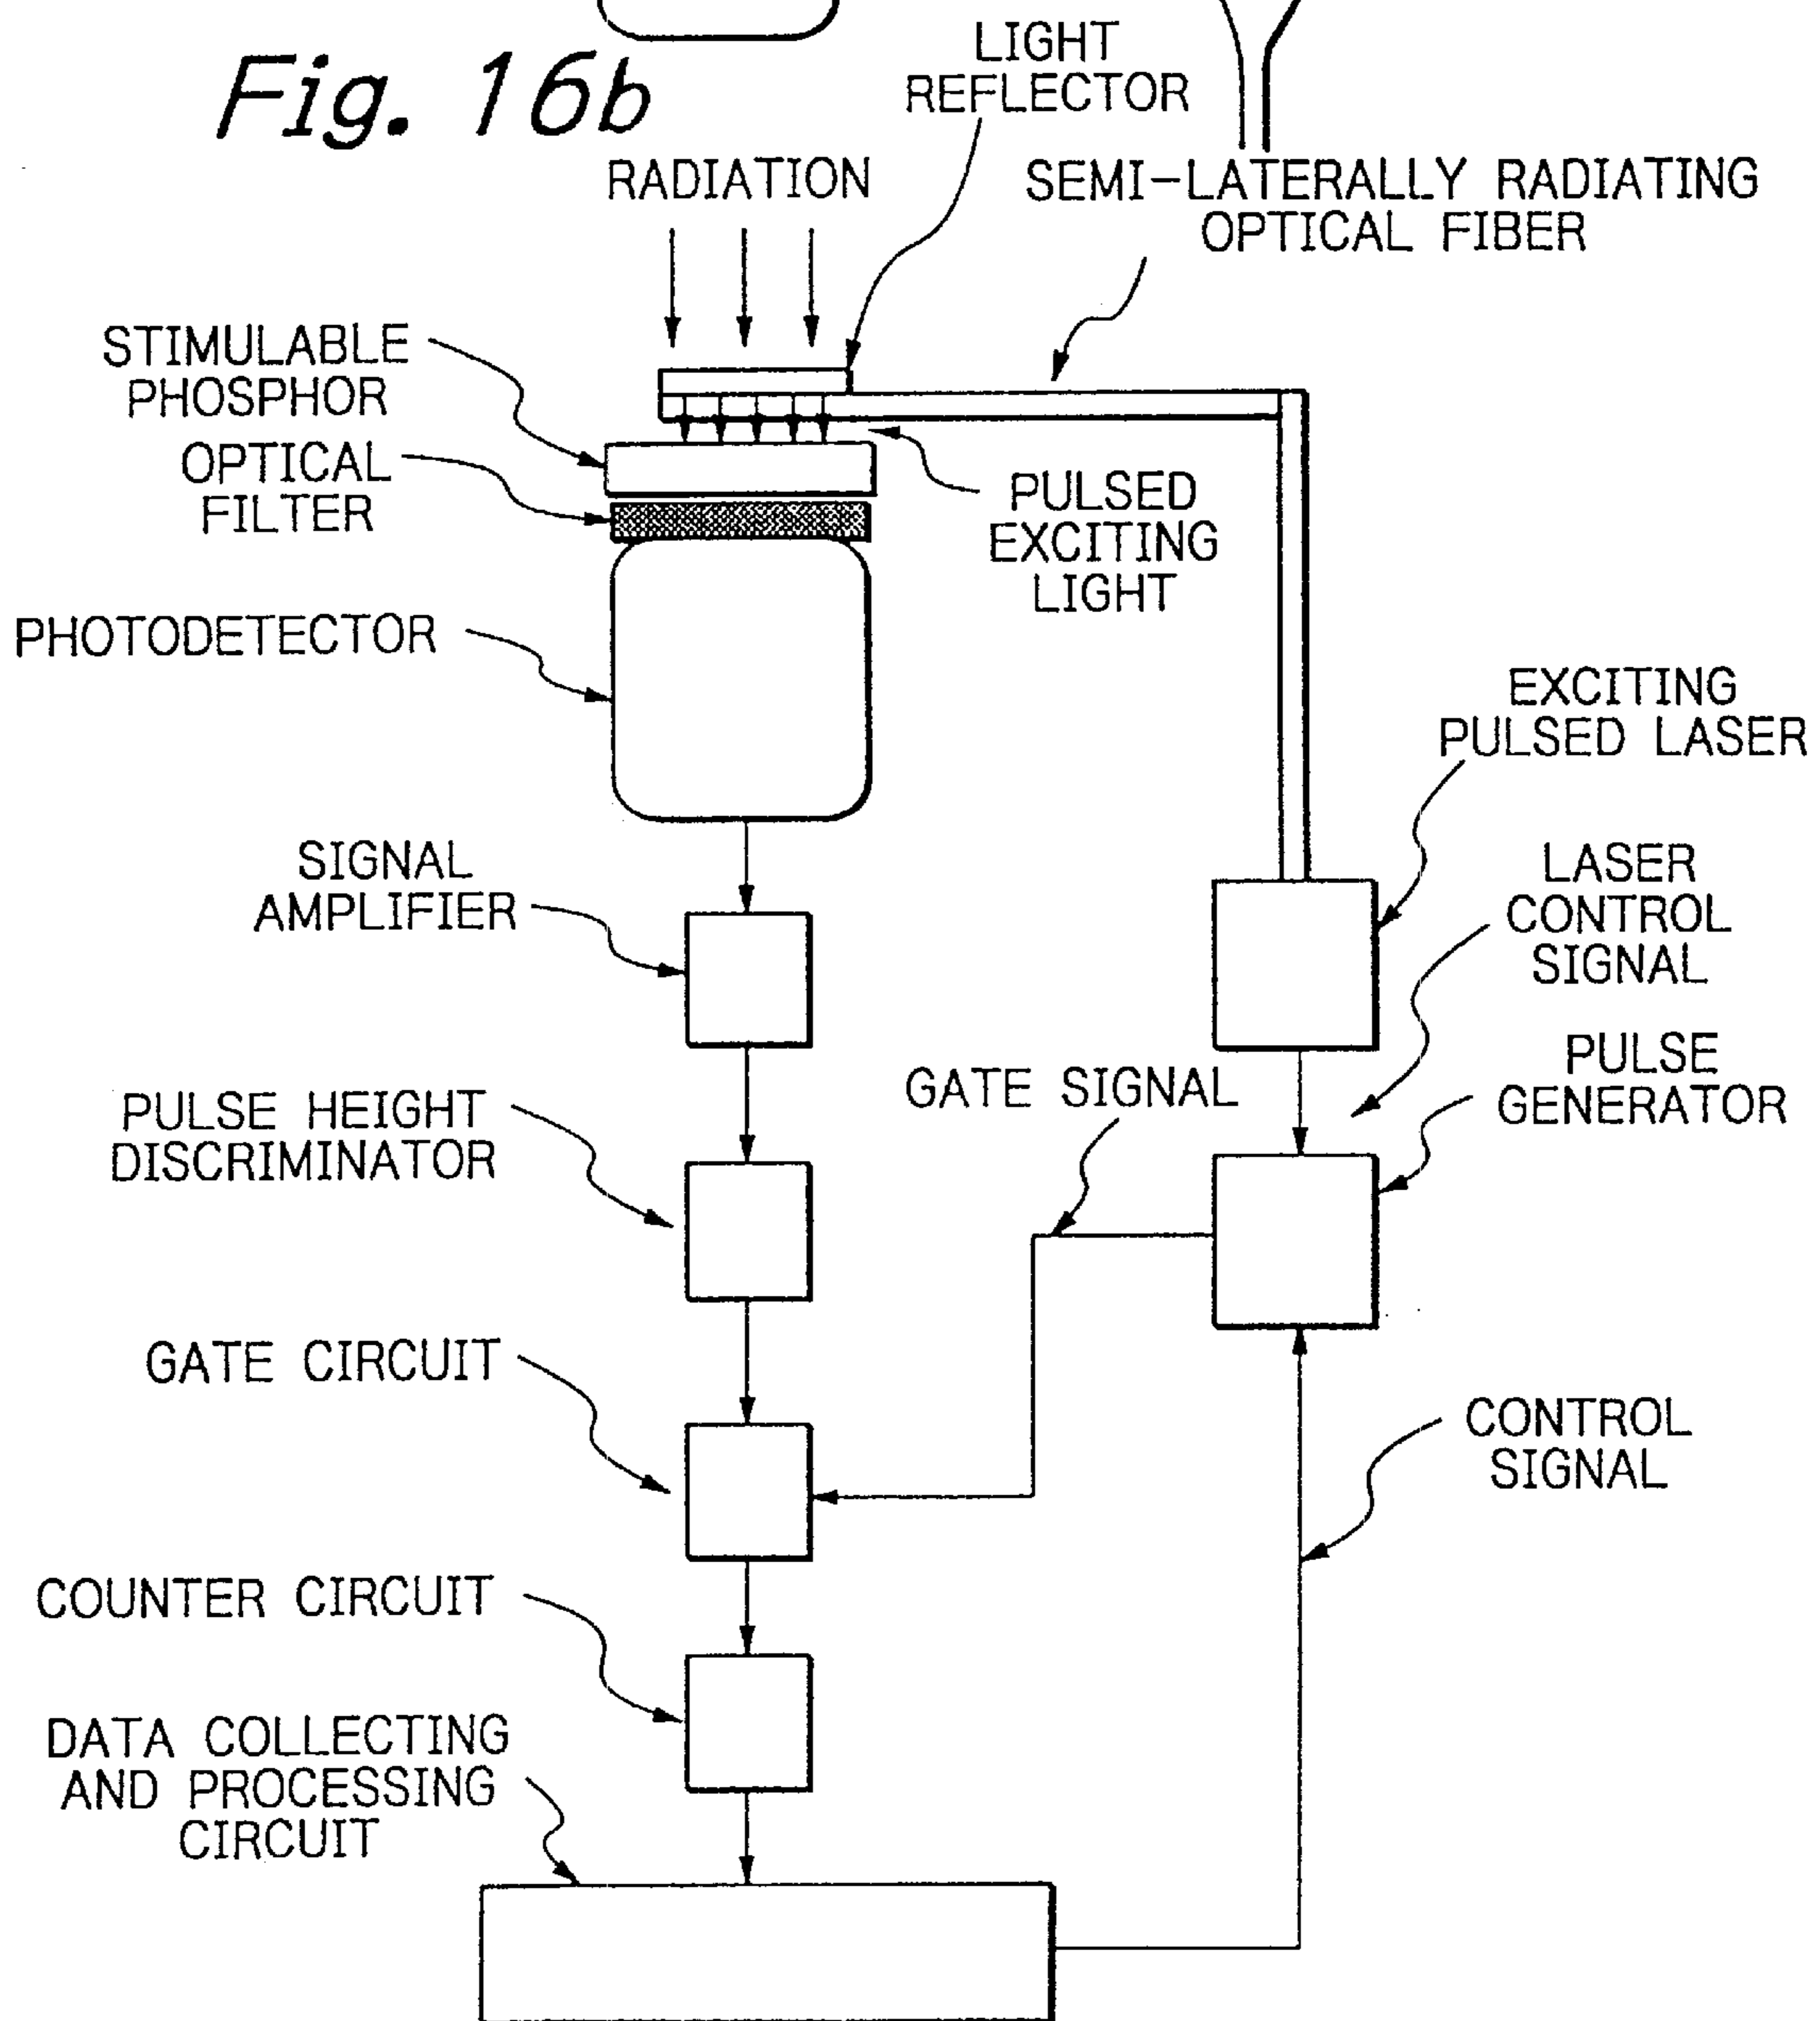 Fig. 16b
LIGHT
REFLECTOR
RADIATION
SEMI-LATERALLY RADIATING
OPTICAL FIBER
STIMULABLE
PHOSPHOR
OPTICAL
FILTER
PULSED
EXCITING
LIGHT
PHOTODETECTOR
EXCITING
PULSED LASER
SIGNAL
AMPLIFIER
LASER
CONTROL
SIGNAL
PULSE
GENERATOR
GATE SIGNAL
PULSE HEIGHT
DISCRIMINATOR
GATE CIRCUIT
CONTROL
SIGNAL
COUNTER CIRCUIT
DATA COLLECTING
AND PROCESSING
CIRCUIT